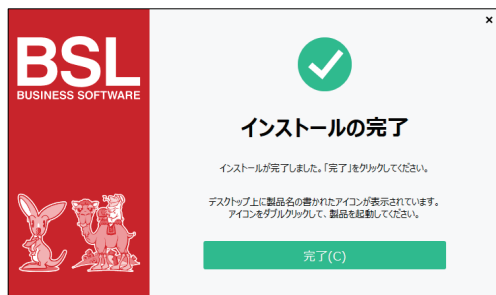 BSL
BUSINESS SOFTWARE
×
インストールの完了
インストールが完了しました。「完了」をクリックしてください。
デスクトップ上に製品名の書かれたアイコンが表示されています。
アイコンをダブルクリックして、製品を起動してください。
完了(C)